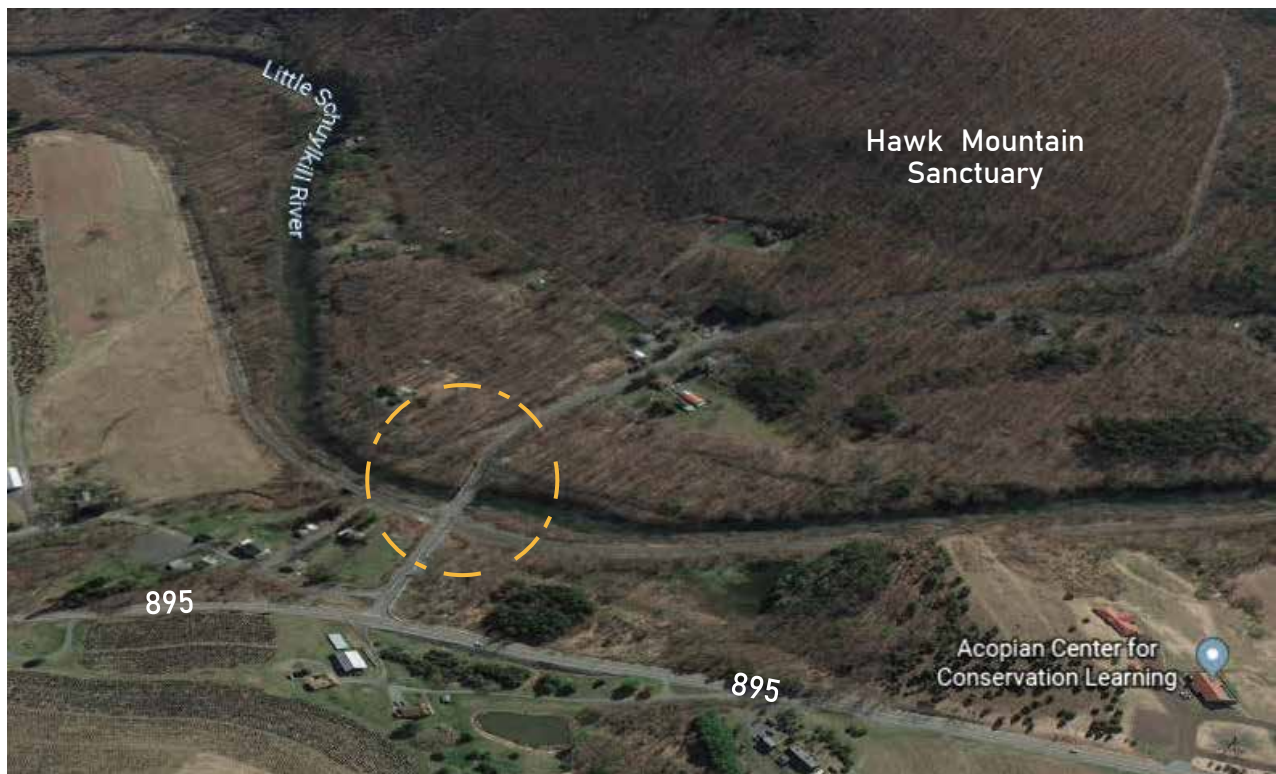 Little Schuylkill River
Hawk Mountain
Sanctuary
895
895
Acopian Center for
Conservation Learning